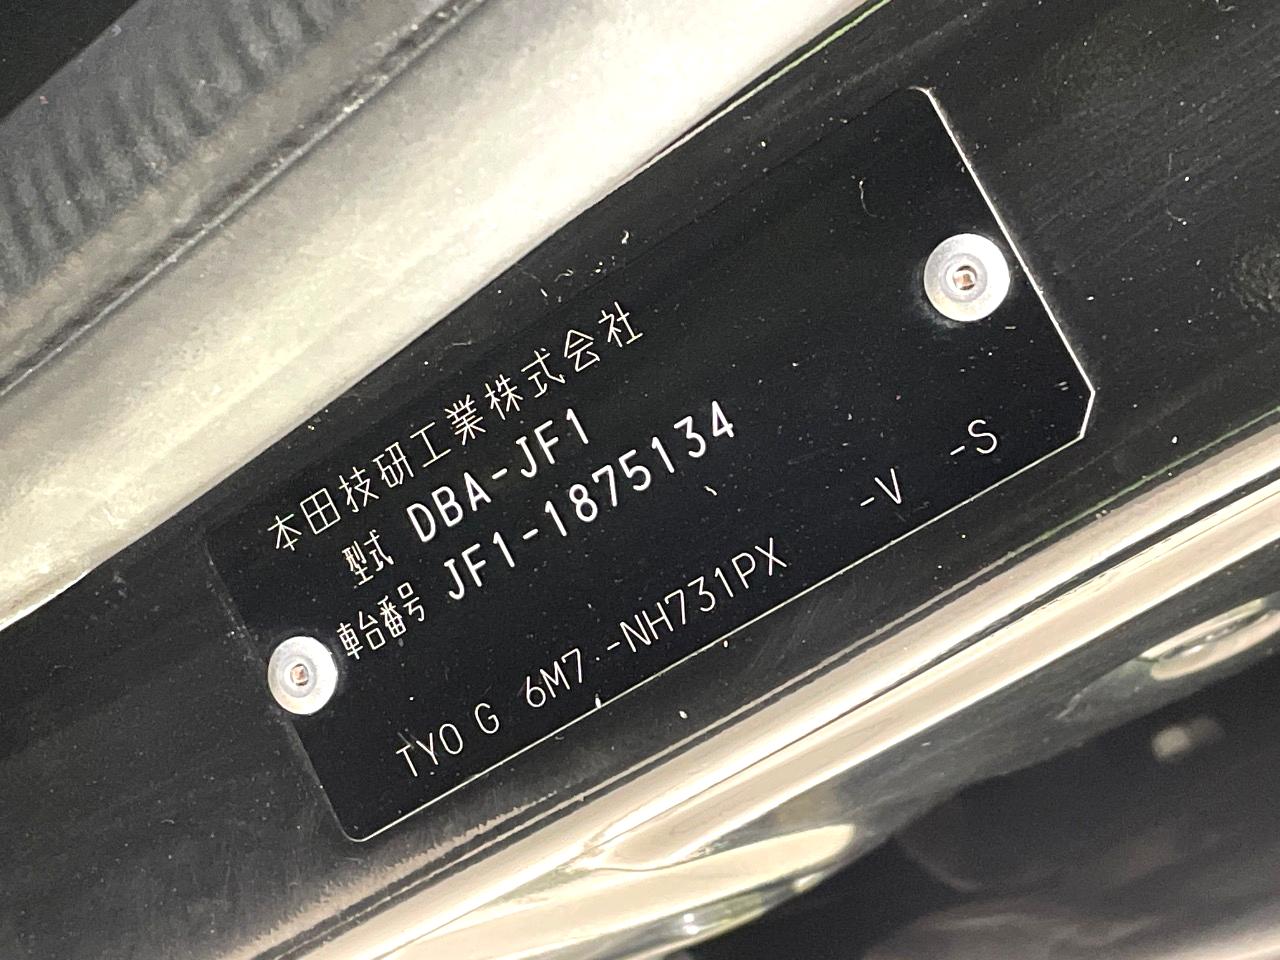 本田技研工業株式会社
型式 DBA-JF1
車台番号 JF1-1875134
TYO G 6M7 -NH731PX -V -S